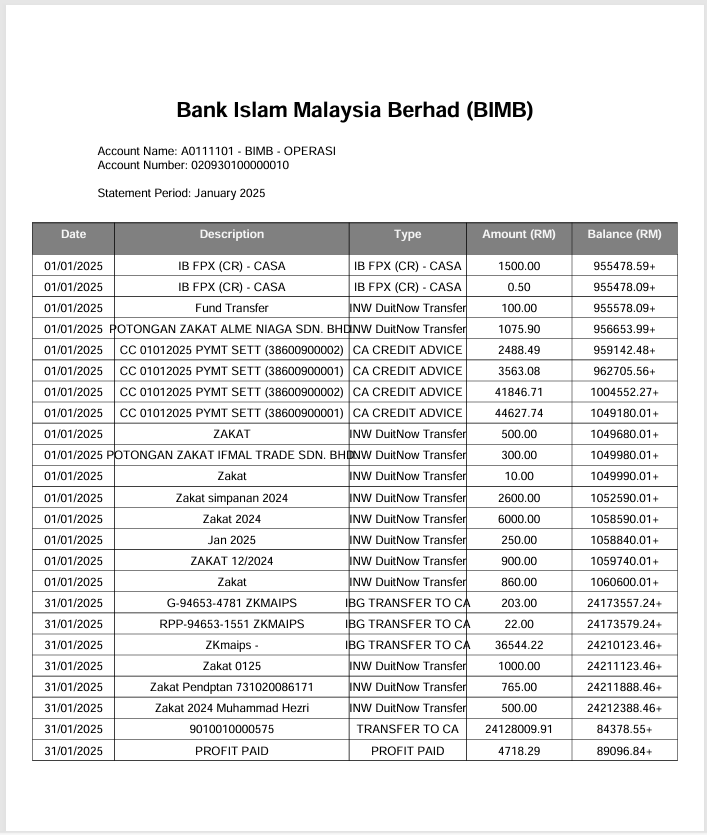 Bank Islam Malaysia Berhad (BIMB)
Account Name: A0111101 - BIMB - OPERASI
Account Number: 020930100000010
Statement Period: January 2025
Date Description Type Amount (RM) Balance (RM)
01/01/2025 IB FPX (CR) - CASA IB FPX (CR) - CASA 1500.00 955478.59+
01/01/2025 IB FPX (CR) - CASA IB FPX (CR) - CASA 0.50 955478.09+
01/01/2025 Fund Transfer INW DuitNow Transfer 100.00 955578.09+
01/01/2025 POTONGAN ZAKAT ALME NIAGA SDN. BHD. INW DuitNow Transfer 1075.90 956653.99+
01/01/2025 CC 01012025 PYMT SETT (38600900002) CA CREDIT ADVICE 2488.49 959142.48+
01/01/2025 CC 01012025 PYMT SETT (38600900001) CA CREDIT ADVICE 3563.08 962705.56+
01/01/2025 CC 01012025 PYMT SETT (38600900002) CA CREDIT ADVICE 41846.71 1004552.27+
01/01/2025 CC 01012025 PYMT SETT (38600900001) CA CREDIT ADVICE 44627.74 1049180.01+
01/01/2025 ZAKAT INW DuitNow Transfer 500.00 1049680.01+
01/01/2025 POTONGAN ZAKAT IFMAL TRADE SDN. BHD. INW DuitNow Transfer 300.00 1049980.01+
01/01/2025 Zakat INW DuitNow Transfer 10.00 1049990.01+
01/01/2025 Zakat simpanan 2024 INW DuitNow Transfer 2600.00 1052590.01+
01/01/2025 Zakat 2024 INW DuitNow Transfer 6000.00 1058590.01+
01/01/2025 Jan 2025 INW DuitNow Transfer 250.00 1058840.01+
01/01/2025 ZAKAT 12/2024 INW DuitNow Transfer 900.00 1059740.01+
01/01/2025 Zakat INW DuitNow Transfer 860.00 1060600.01+
31/01/2025 G-94653-4781 ZKMAIPS IBG TRANSFER TO CA 203.00 24173557.24+
31/01/2025 RPP-94653-1551 ZKMAIPS IBG TRANSFER TO CA 22.00 24173579.24+
31/01/2025 ZKmaips - IBG TRANSFER TO CA 36544.22 24210123.46+
31/01/2025 Zakat 0125 INW DuitNow Transfer 1000.00 24211123.46+
31/01/2025 Zakat Pendptan 731020086171 INW DuitNow Transfer 765.00 24211888.46+
31/01/2025 Zakat 2024 Muhammad Hezri INW DuitNow Transfer 500.00 24212388.46+
31/01/2025 9010010000575 TRANSFER TO CA 24128009.91 84378.55+
31/01/2025 PROFIT PAID PROFIT PAID 4718.29 89096.84+